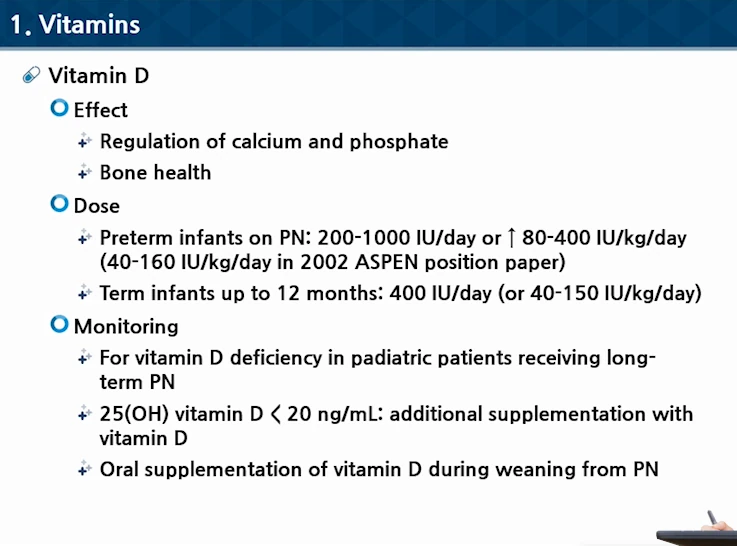 1. Vitamins
Vitamin D
Effect
Regulation of calcium and phosphate
Bone health
Dose
Preterm infants on PN: 200-1000 IU/day or ↑ 80-400 IU/kg/day
(40-160 IU/kg/day in 2002 ASPEN position paper)
Term infants up to 12 months: 400 IU/day (or 40-150 IU/kg/day)
Monitoring
For vitamin D deficiency in padiatric patients receiving long-
term PN
25(OH) vitamin D < 20 ng/mL: additional supplementation with
vitamin D
Oral supplementation of vitamin D during weaning from PN